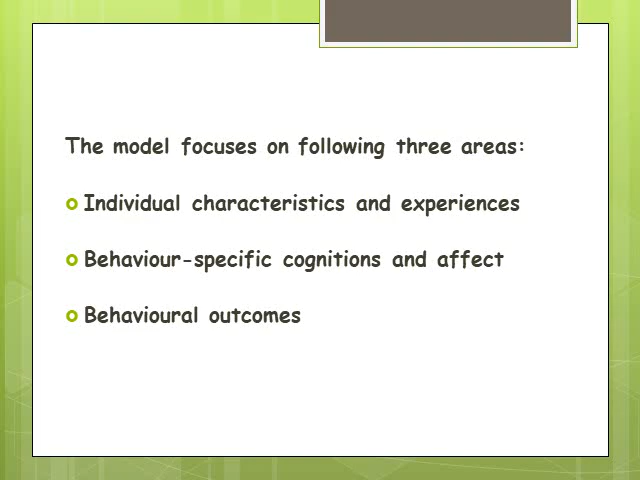 The model focuses on following three areas:
Individual characteristics and experiences
Behaviour-specific cognitions and affect
Behavioural outcomes